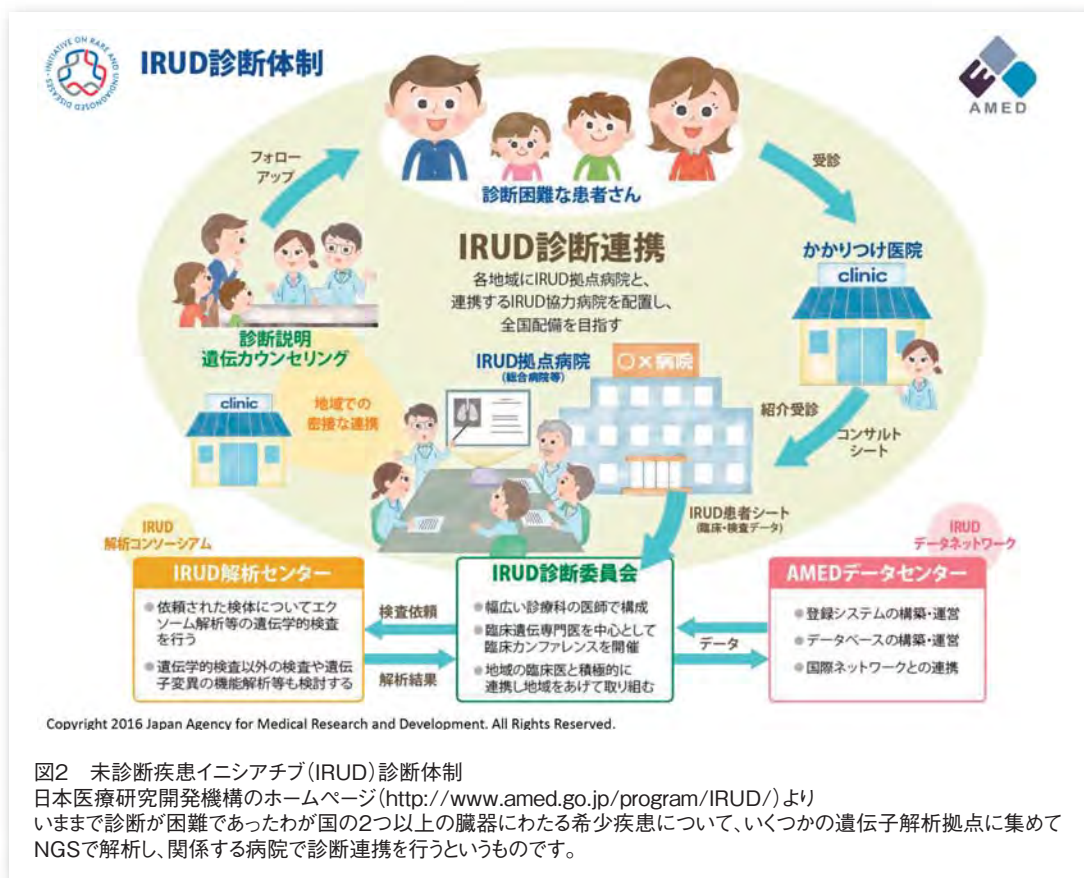 INITIATIVE ON RARE AND UNDIAGNOSED DISEASES
IRUD診断体制
AMED
フォロー
アップ
受診
診断困難な患者さん
IRUD診断連携
各地域にIRUD拠点病院と、
連携するIRUD協力病院を配置し、
全国配備を目指す
かかりつけ医院
clinic
診断説明
遺伝カウンセリング
IRUD拠点病院
(総合病院等)
〇×病院
clinic
地域での
密接な連携
紹介受診
コンサルト
シート
IRUD患者シート
(臨床・検査データ)
IRUD
解析コンソーシアム
IRUD
データネットワーク
IRUD解析センター
●依頼された検体についてエク
ソーム解析等の遺伝学的検査
を行う
●遺伝学的検査以外の検査や遺伝
子変異の機能解析等も検討する
検査依頼
解析結果
IRUD診断委員会
●幅広い診療科の医師で構成
●臨床遺伝専門医を中心として
臨床カンファレンスを開催
●地域の臨床医と積極的に
連携し地域をあげて取り組む
データ
AMEDデータセンター
●登録システムの構築・運営
●データベースの構築・運営
●国際ネットワークとの連携
Copyright 2016 Japan Agency for Medical Research and Development. All Rights Reserved.
図2　未診断疾患イニシアチブ(IRUD)診断体制
日本医療研究開発機構のホームページ(http://www.amed.go.jp/program/IRUD/)より
いままで診断が困難であったわが国の2つ以上の臓器にわたる希少疾患について、いくつかの遺伝子解析拠点に集めて
NGSで解析し、関係する病院で診断連携を行うというものです。